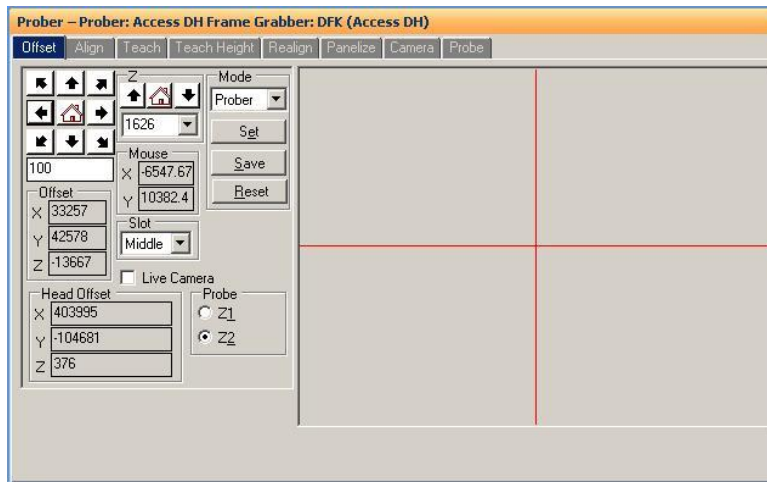 Prober – Prober: Access DH Frame Grabber: DFK (Access DH)
Offset Align Teach Teach Height Realign Panelize Camera Probe
Z
Mode
Prober
1626
Set
Mouse
X -6547.67
Y 10382.4
Save
Reset
100
Offset
X 33257
Y 42578
Z -13667
Slot
Middle
Live Camera
Head Offset
X 403995
Y -104681
Z 376
Probe
Z1
Z2